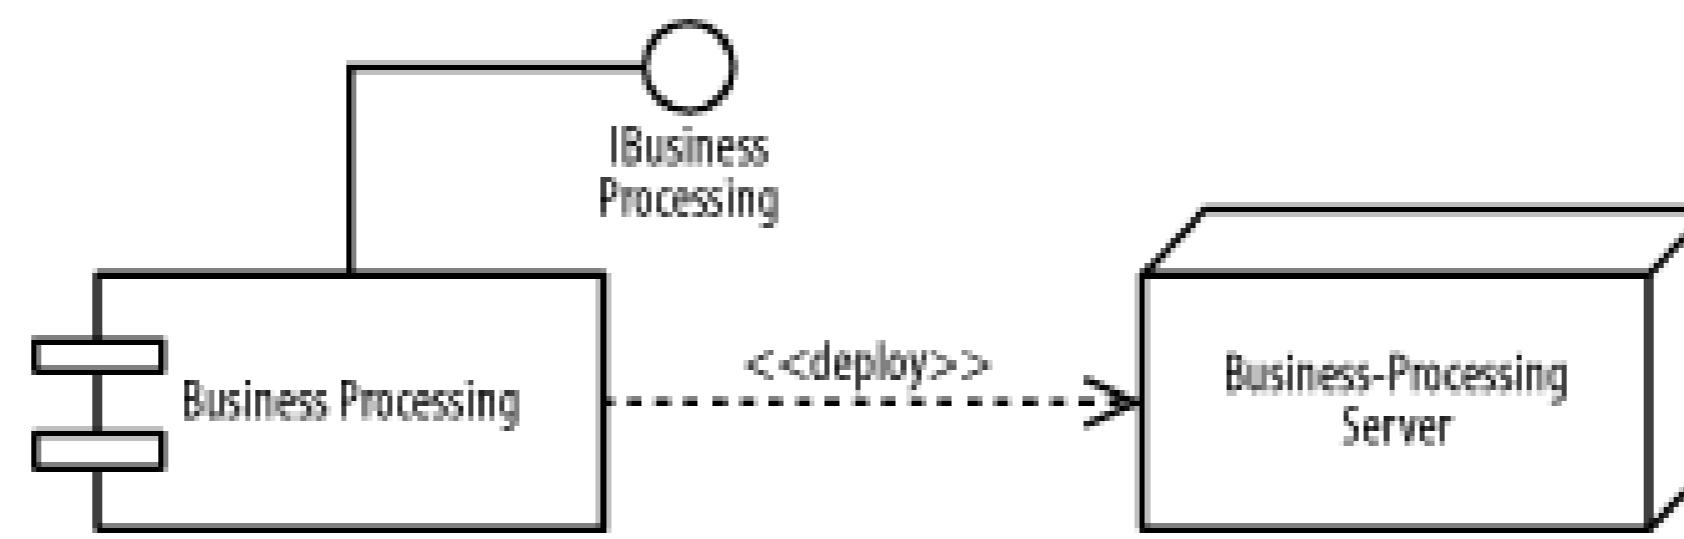 IBusiness
Processing
<<deploy>>
Business Processing
Business-Processing
Server